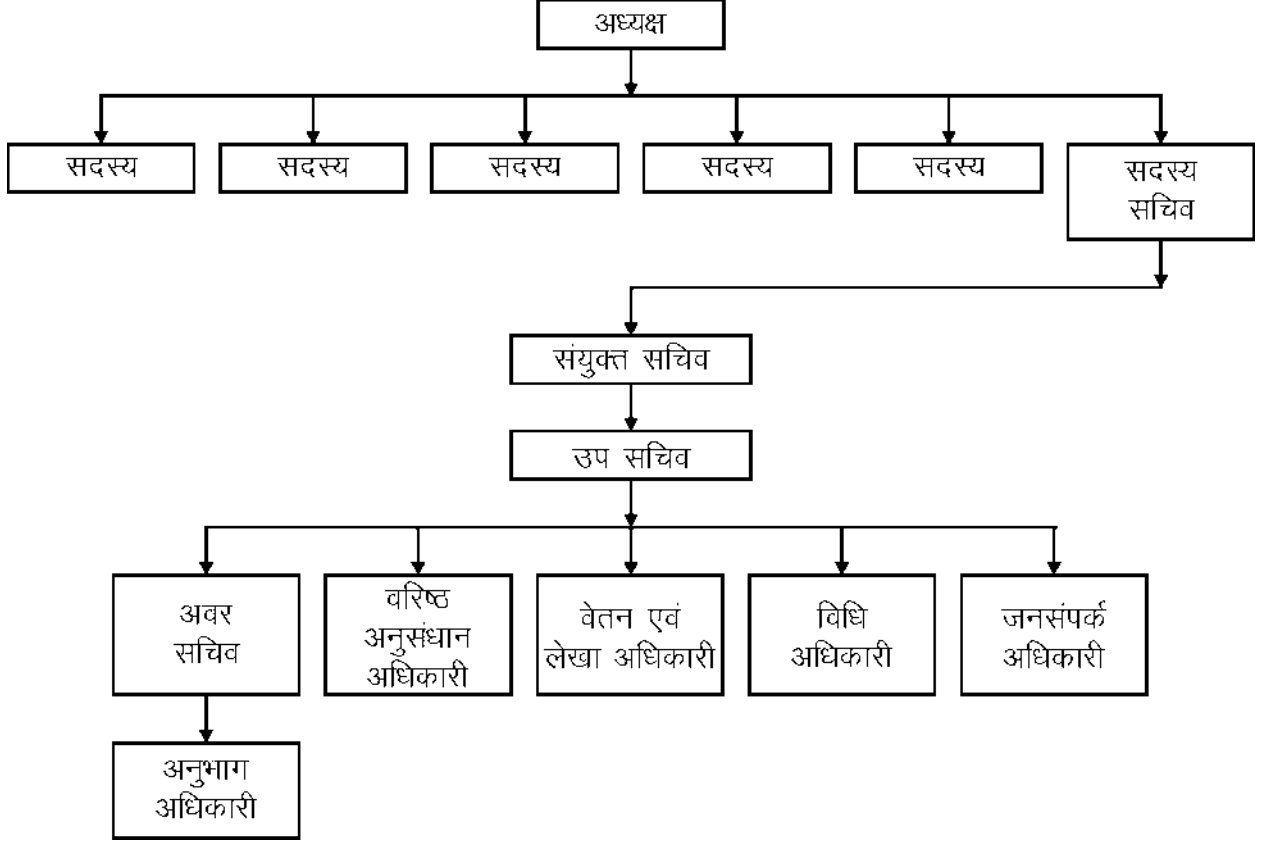 अध्यक्ष
सदस्य
सदस्य
सदस्य
सदस्य
सदस्य
सदस्य
सचिव
संयुक्त सचिव
उप सचिव
अवर
सचिव
वरिष्ठ
अनुसंधान
अधिकारी
वेतन एवं
लेखा अधिकारी
विधि
अधिकारी
जनसंपर्क
अधिकारी
अनुभाग
अधिकारी